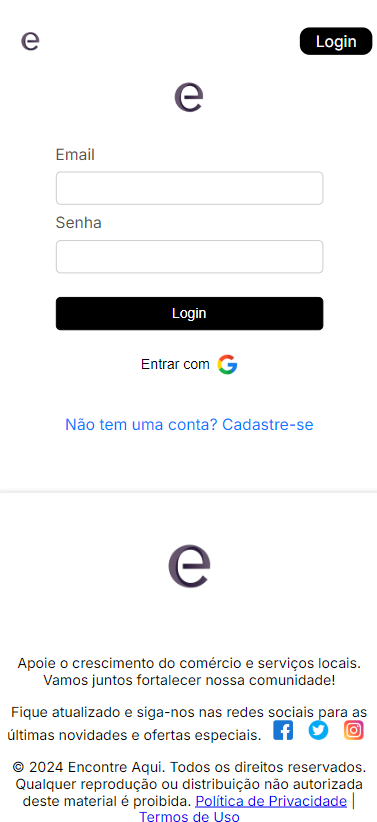 e
Login
e
Email
Senha
Login
Entrar com G
Não tem uma conta? Cadastre-se
e
Apoie o crescimento do comércio e serviços locais.
Vamos juntos fortalecer nossa comunidade!
Fique atualizado e siga-nos nas redes sociais para as
últimas novidades e ofertas especiais.
© 2024 Encontre Aqui. Todos os direitos reservados.
Qualquer reprodução ou distribuição não autorizada
deste material é proibida. Política de Privacidade |
Termos de Uso